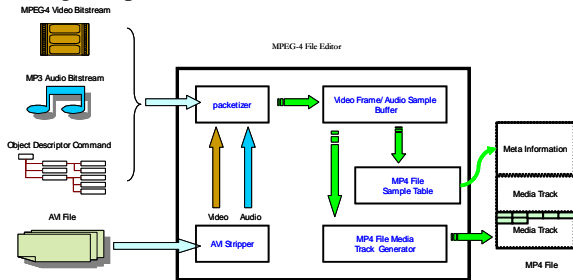 MPEG-4 Video Bitstream
MPEG-4 File Editor
MP3 Audio Bitstream
packetizer
Video Frame/ Audio Sample
Buffer
Object Descriptor Command
Meta Information
MP4 File
Sample Table
Media Track
AVI File
Video
Audio
AVI Stripper
MP4 File Media
Track Generator
Media Track
MP4 File